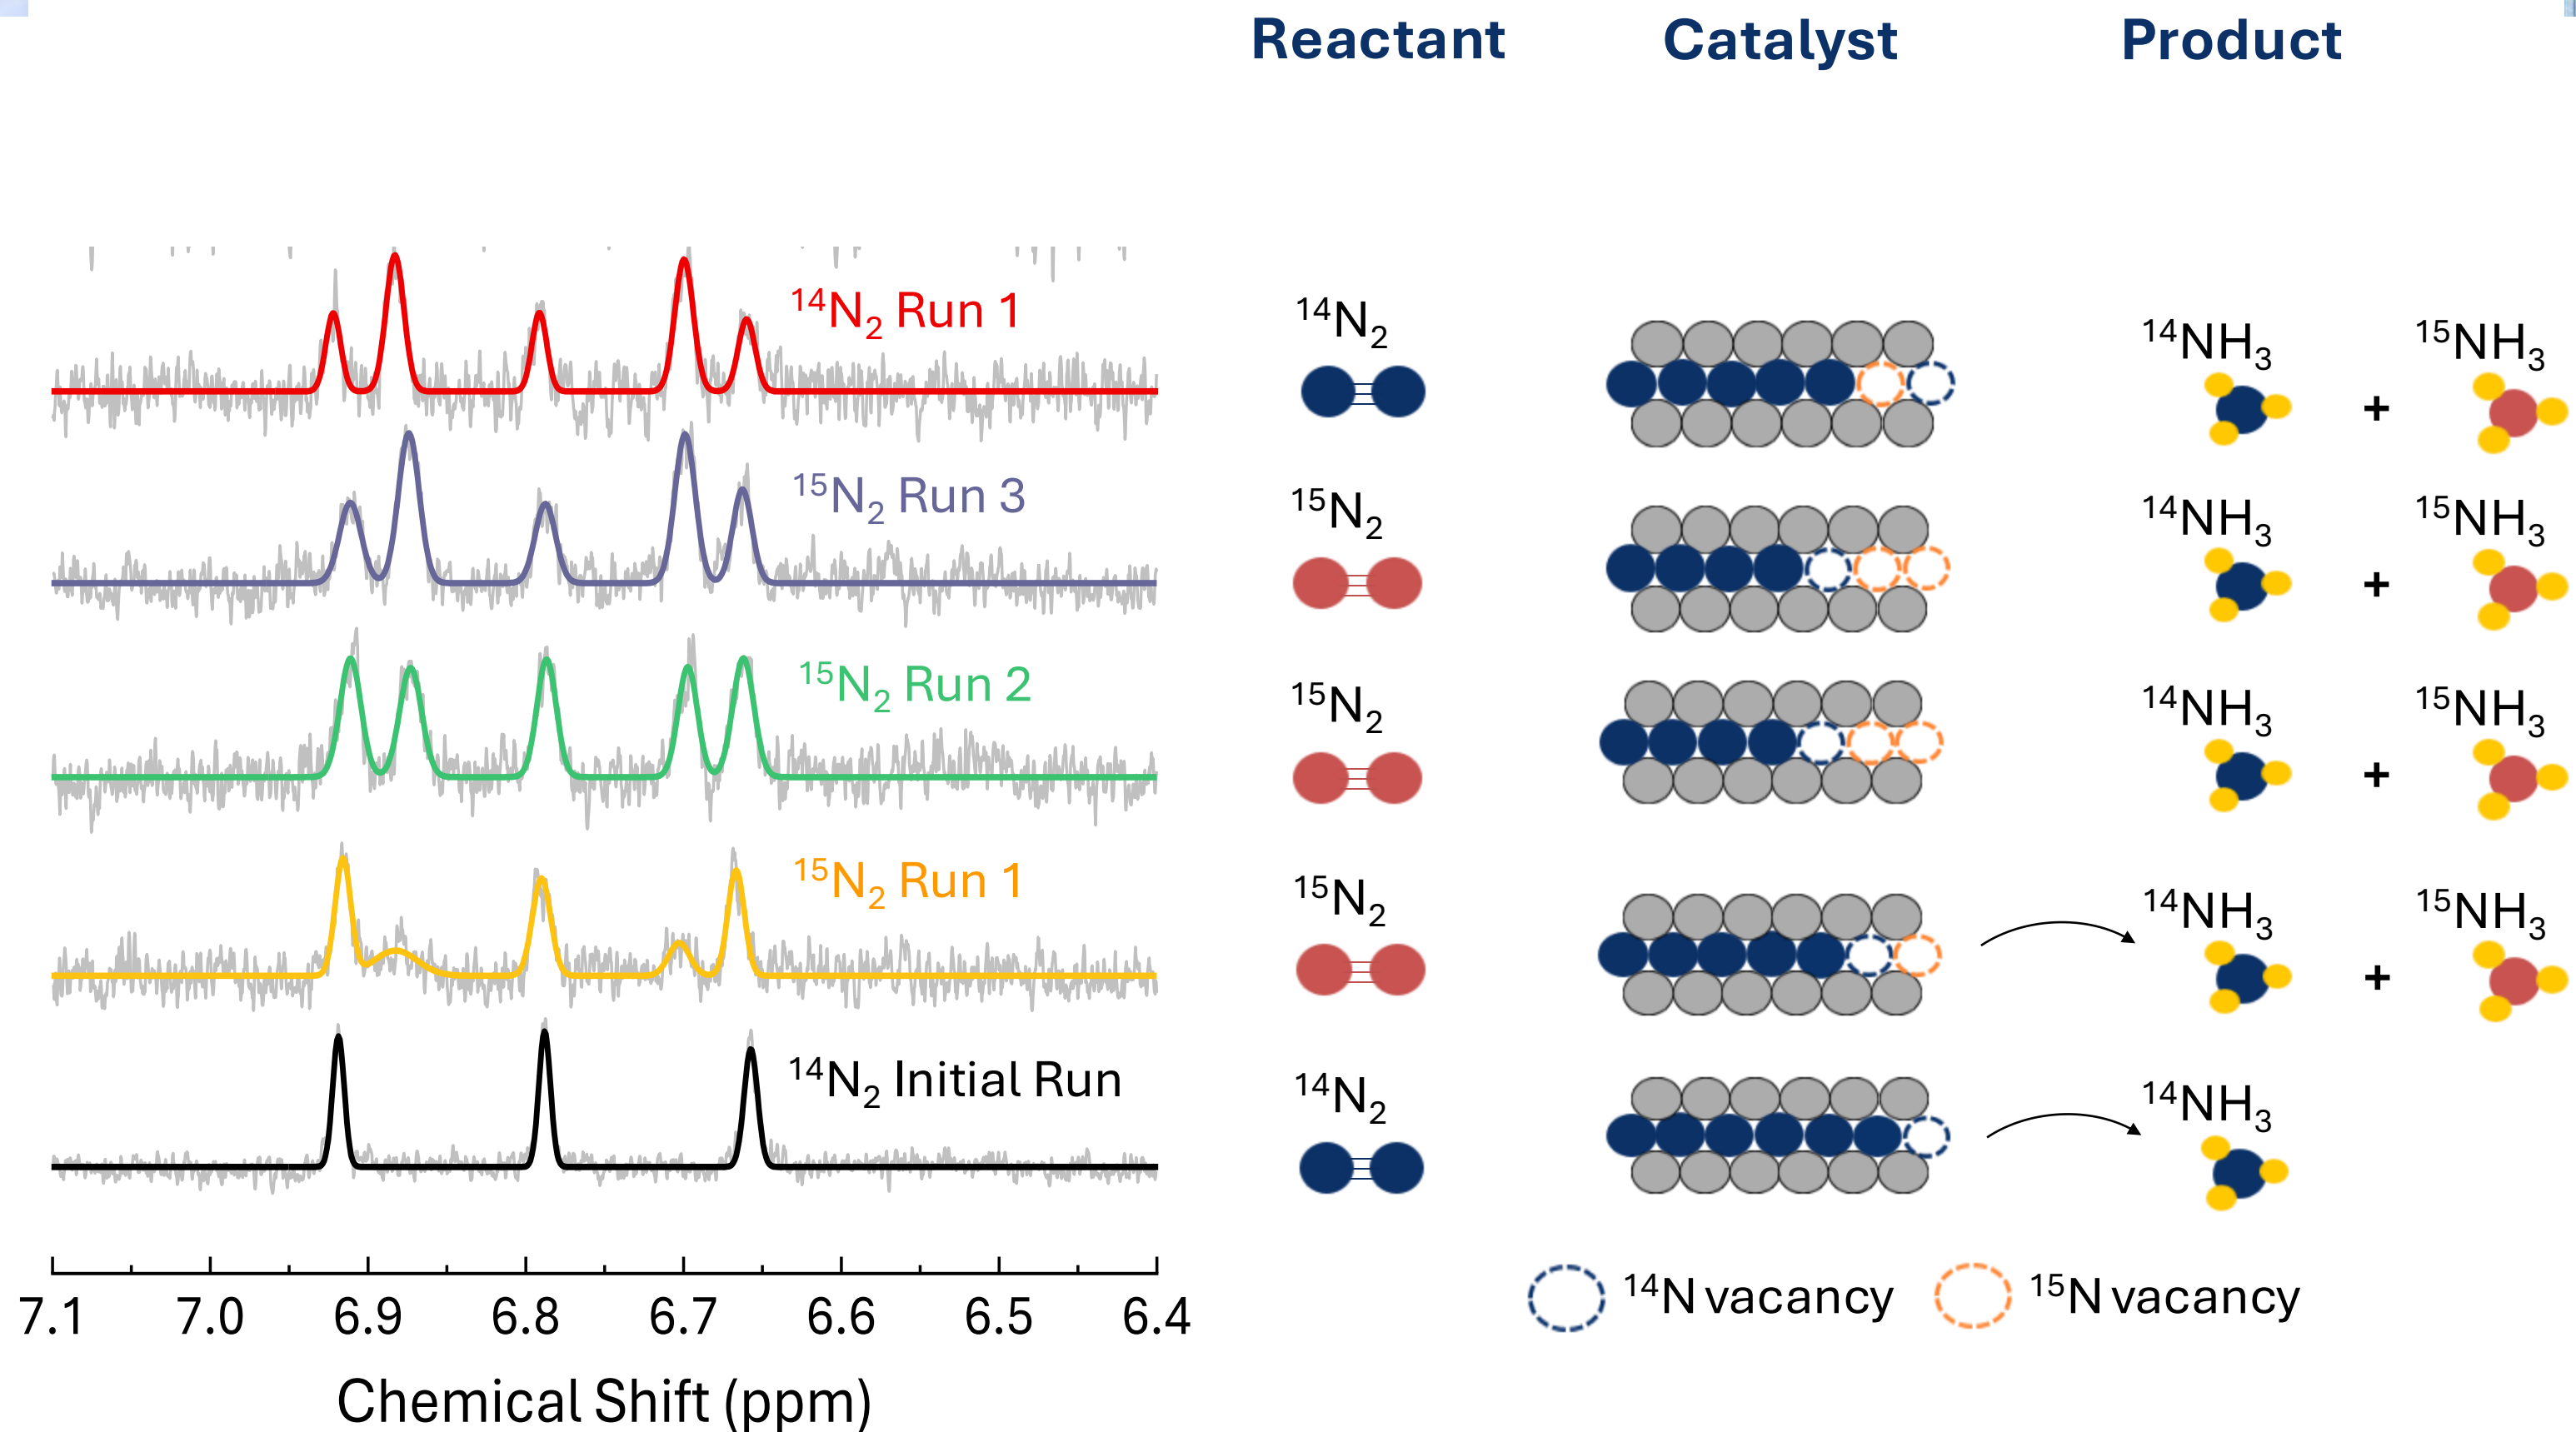 Reactant Catalyst Product
¹⁴N₂ Run 1
¹⁴N₂
¹⁴NH₃ + ¹⁵NH₃
¹⁵N₂ Run 3
¹⁵N₂
¹⁴NH₃ + ¹⁵NH₃
¹⁵N₂ Run 2
¹⁵N₂
¹⁴NH₃ + ¹⁵NH₃
¹⁵N₂ Run 1
¹⁵N₂
¹⁴NH₃ + ¹⁵NH₃
¹⁴N₂ Initial Run
¹⁴N₂
¹⁴NH₃
¹⁴N vacancy ¹⁵N vacancy
7.1 7.0 6.9 6.8 6.7 6.6 6.5 6.4
Chemical Shift (ppm)